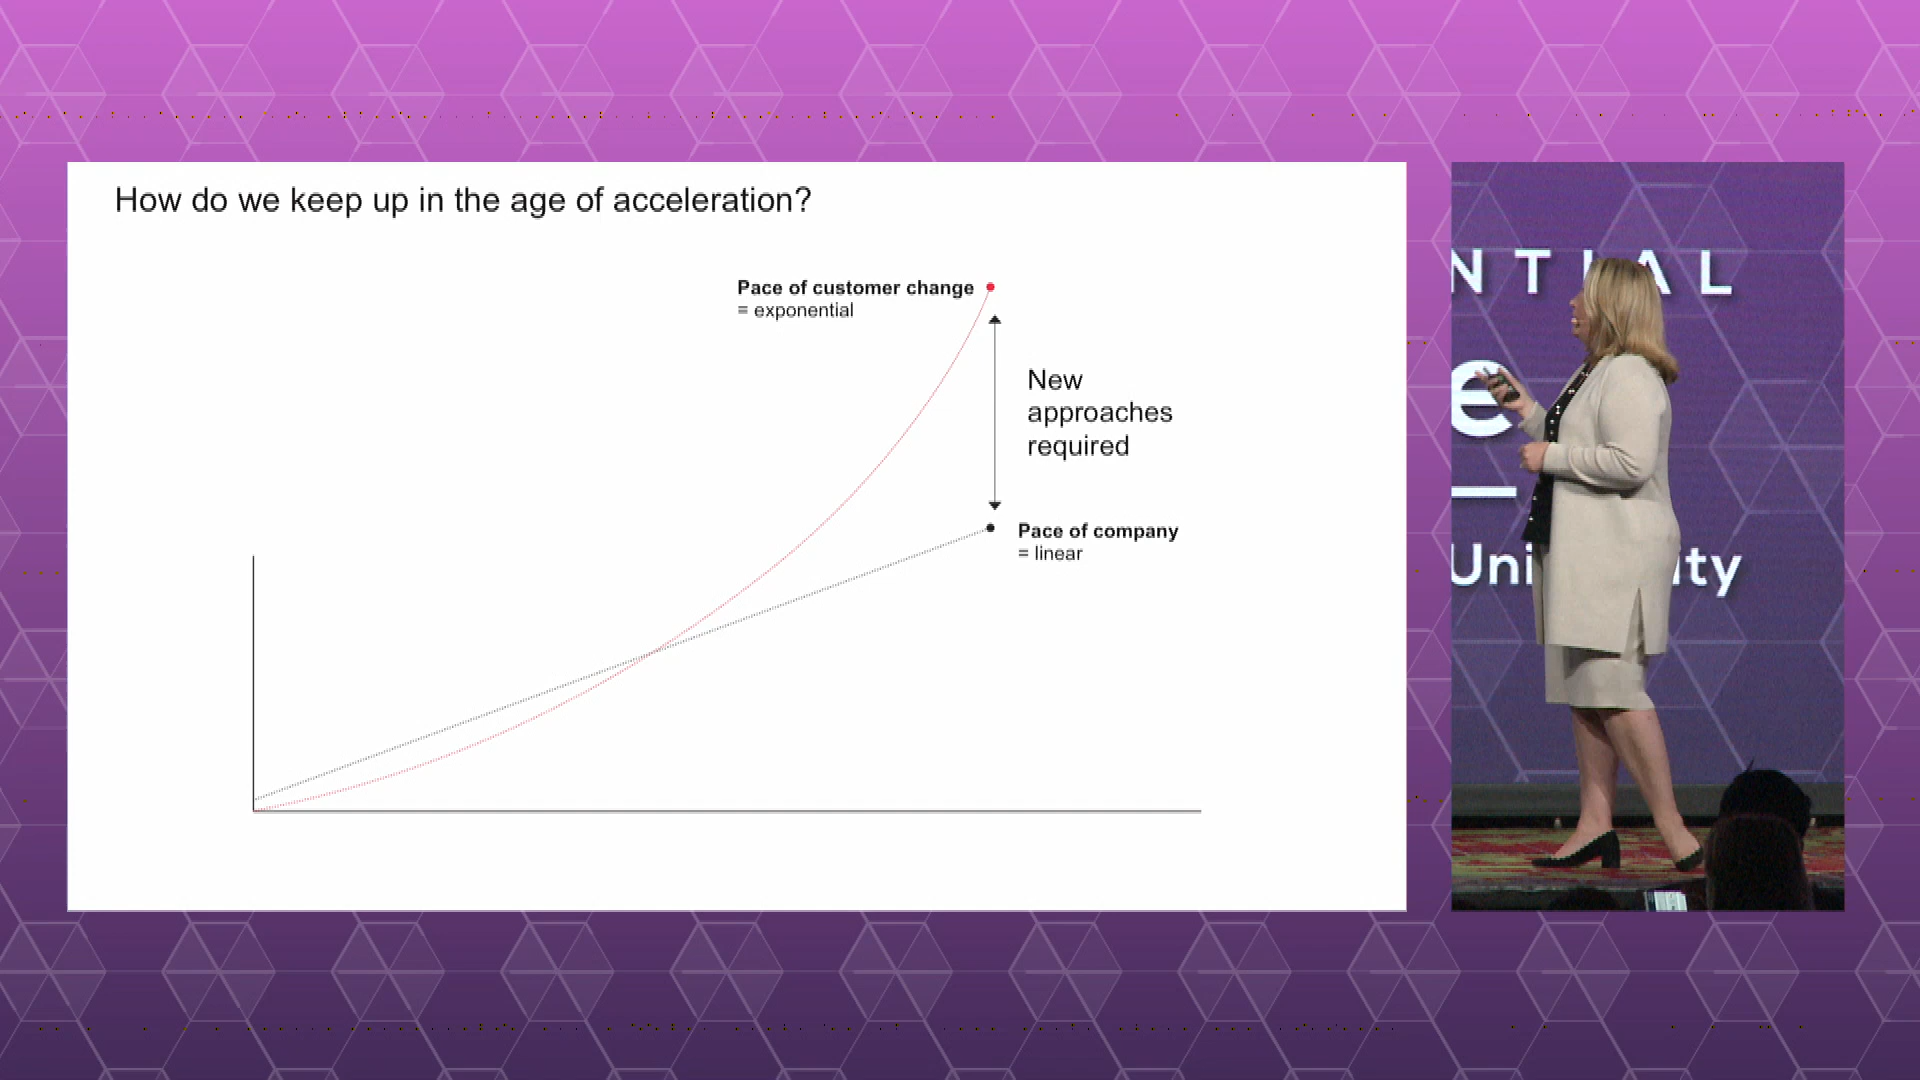 How do we keep up in the age of acceleration?
Pace of customer change
= exponential
New
approaches
required
Pace of company
= linear